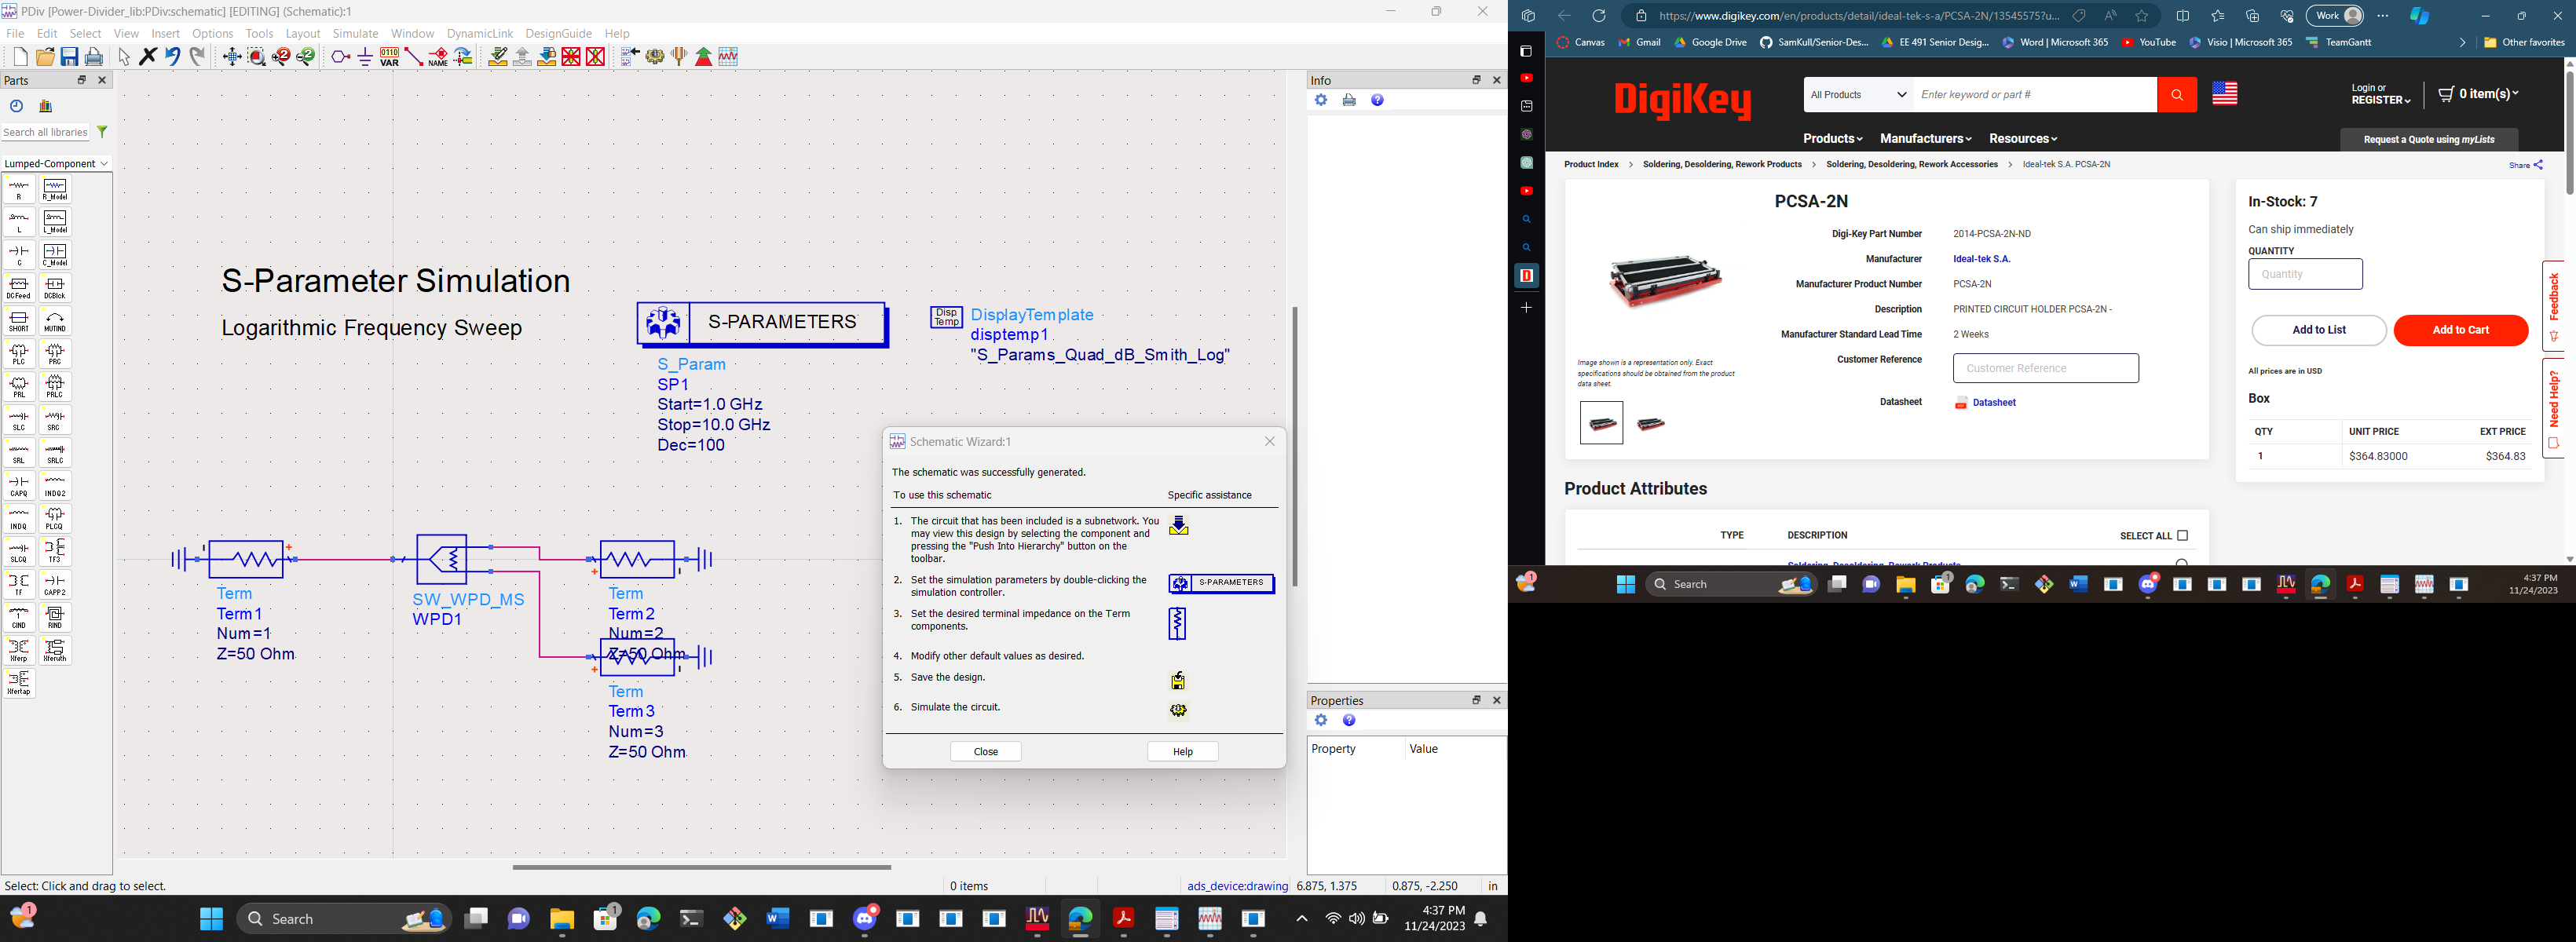 PDiv [Power-Divider_lib:PDiv:schematic] [EDITING] (Schematic):1
File Edit Select View Insert Options Tools Layout Simulate Window DynamicLink DesignGuide Help
VAR
NAME
Parts
Search all libraries
Lumped-Component
R R_Model
L L_Model
C C_Model
DCFeed DCBlck
SHORT MUTIND
PLC PRC
PRL PRLC
SLC SRC
SRL SRLC
CAPQ INDQ2
INDQ PLCQ
SLCQ TF3
TF CAPP2
CIND RIND
Xferp Xferuth
Xfertap
S-Parameter Simulation
Logarithmic Frequency Sweep
S-PARAMETERS
S_Param
SP1
Start=1.0 GHz
Stop=10.0 GHz
Dec=100
Disp
Temp
DisplayTemplate
disptemp1
"S_Params_Quad_dB_Smith_Log"
Term
Term1
Num=1
Z=50 Ohm
SW_WPD_MS
WPD1
Term
Term2
Num=2
Z=50 Ohm
Term
Term3
Num=3
Z=50 Ohm
Schematic Wizard:1
The schematic was successfully generated.
To use this schematic Specific assistance
1. The circuit that has been included is a subnetwork. You
may view this design by selecting the component and
pressing the "Push Into Hierarchy" button on the
toolbar.
2. Set the simulation parameters by double-clicking the
simulation controller.
S-PARAMETERS
3. Set the desired terminal impedance on the Term
components.
4. Modify other default values as desired.
5. Save the design.
6. Simulate the circuit.
Close Help
Info
Properties
Property Value
Select: Click and drag to select.
0 items
ads_device:drawing 6.875, 1.375 0.875, -2.250 in
Search
4:37 PM
11/24/2023
https://www.digikey.com/en/products/detail/ideal-tek-s-a/PCSA-2N/13545575?u...
Work
Canvas Gmail Google Drive SamKull/Senior-Des... EE 491 Senior Desig... Word | Microsoft 365 YouTube Visio | Microsoft 365 TeamGantt Other favorites
DigiKey
All Products
Enter keyword or part #
Login or
REGISTER
0 item(s)
Products Manufacturers Resources
Request a Quote using myLists
Product Index > Soldering, Desoldering, Rework Products > Soldering, Desoldering, Rework Accessories > Ideal-tek S.A. PCSA-2N
Share
PCSA-2N
Digi-Key Part Number 2014-PCSA-2N-ND
Manufacturer Ideal-tek S.A.
Manufacturer Product Number PCSA-2N
Description PRINTED CIRCUIT HOLDER PCSA-2N -
Manufacturer Standard Lead Time 2 Weeks
Customer Reference Customer Reference
Datasheet Datasheet
Image shown is a representation only. Exact
specifications should be obtained from the product
data sheet.
In-Stock: 7
Can ship immediately
QUANTITY
Quantity
Add to List Add to Cart
All prices are in USD
Box
QTY UNIT PRICE EXT PRICE
1 $364.83000 $364.83
Feedback
Need Help?
Product Attributes
TYPE DESCRIPTION SELECT ALL
Soldering, Desoldering, Rework Products
Search
4:37 PM
11/24/2023